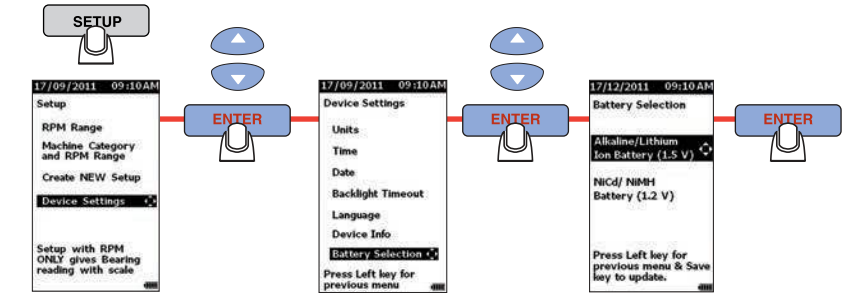 SETUP
17/09/2011 09:10AM
Setup
RPM Range
Machine Category
and RPM Range
Create NEW Setup
Device Settings
Setup with RPM
ONLY gives Bearing
reading with scale
ENTER
17/09/2011 09:10AM
Device Settings
Units
Time
Date
Backlight Timeout
Language
Device Info
Battery Selection
Press Left key for
previous menu
ENTER
17/12/2011 09:10AM
Battery Selection
Alkaline/Lithium
Ion Battery (1.5 V)
NiCd/ NiMH
Battery (1.2 V)
Press Left key for
previous menu & Save
key to update.
ENTER